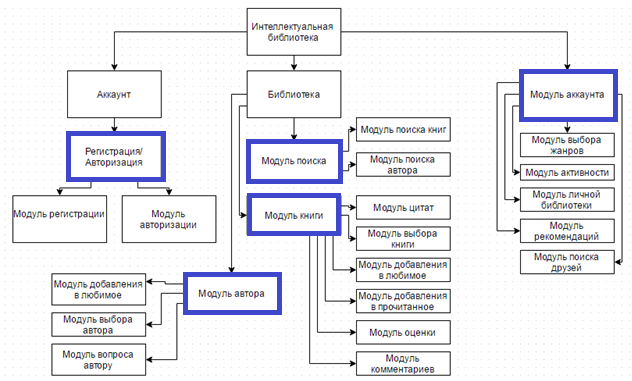 Интеллектуальная
библиотека
Аккаунт
Библиотека
Модуль аккаунта
Регистрация/
Авторизация
Модуль регистрации
Модуль
авторизации
Модуль поиска
Модуль поиска книг
Модуль поиска
автора
Модуль книги
Модуль цитат
Модуль выбора
книги
Модуль добавления
в любимое
Модуль добавления
в прочитанное
Модуль оценки
Модуль
комментариев
Модуль автора
Модуль добавления
в любимое
Модуль выбора
автора
Модуль вопроса
автору
Модуль выбора
жанров
Модуль активности
Модуль личной
библиотеки
Модуль
рекомендаций
Модуль поиска
друзей